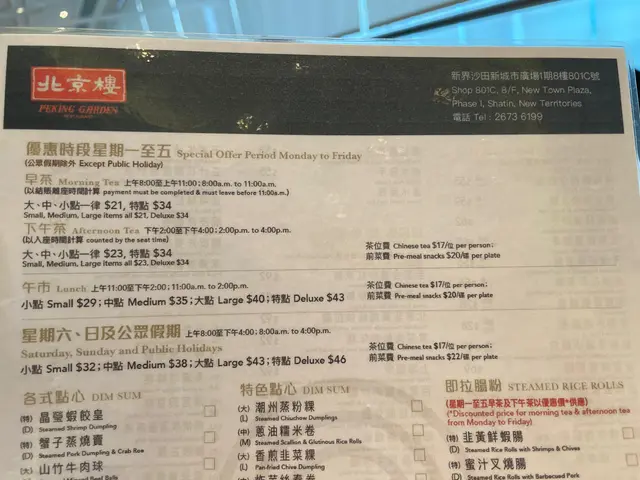 北京樓
PEKING GARDEN
新界沙田新城市廣場1期8樓801C號
Shop 801C, 8/F, New Town Plaza,
Phase I, Shatin, New Territories
電話 Tel : 2673 6199
優惠時段星期一至五 Special Offer Period Monday to Friday
(公眾假期除外 Except Public Holiday)
早茶 Morning Tea 上午8:00至上午11:00 ; 8:00a.m. to 11:00a.m.
(以結賬離座時間計算 payment must be completed & must leave before 11:00a.m.)
大、中、小點一律 $21, 特點 $34
Small, Medium, Large items all $21, Deluxe $34
下午茶 Afternoon Tea 下午2:00至下午4:00 ; 2:00p.m. to 4:00p.m.
(以入座時間計算 counted by the seat time)
大、中、小點一律 $23, 特點 $34
Small, Medium, Large items all $23, Deluxe $34
茶位費 Chinese tea $17/位 per person;
前菜費 Pre-meal snacks $20/碟 per plate
午市 Lunch 上午11:00至下午2:00 ; 11:00a.m. to 2:00p.m.
小點 Small $29 ; 中點 Medium $35 ; 大點 Large $40 ; 特點 Deluxe $43
茶位費 Chinese tea $17/位 per person;
前菜費 Pre-meal snacks $20/碟 per plate
星期六、日及公眾假期 上午8:00至下午4:00 ; 8:00a.m. to 4:00p.m.
Saturday, Sunday and Public Holidays
小點 Small $32 ; 中點 Medium $38 ; 大點 Large $43 ; 特點 Deluxe $46
茶位費 Chinese tea $17/位 per person;
前菜費 Pre-meal snacks $22/碟 per plate
各式點心 DIM SUM
(特) 晶瑩蝦餃皇
(D) Steamed Shrimp Dumpling
(特) 蟹子蒸燒賣
(D) Steamed Pork Dumpling & Crab Roe
(大) 山竹牛肉球
特色點心 DIM SUM
(大) 潮州蒸粉粿
(L) Steamed Chiuchow Dumplings
(中) 蔥油糯米卷
(M) Steamed Scallion & Glutinous Rice Rolls
(大) 香煎韭菜粿
(L) Pan-fried Chive Dumpling
即拉腸粉 STEAMED RICE ROLLS
(星期一至五早茶及下午茶以優惠價*供應)
(*Discounted price for morning tea & afternoon tea
from Monday to Friday)
(特) 韭黃鮮蝦腸
(D) Steamed Rice Rolls with Shrimps & Chives
(特) 蜜汁叉燒腸
(D) Steamed Rice Rolls with Barbecued Pork